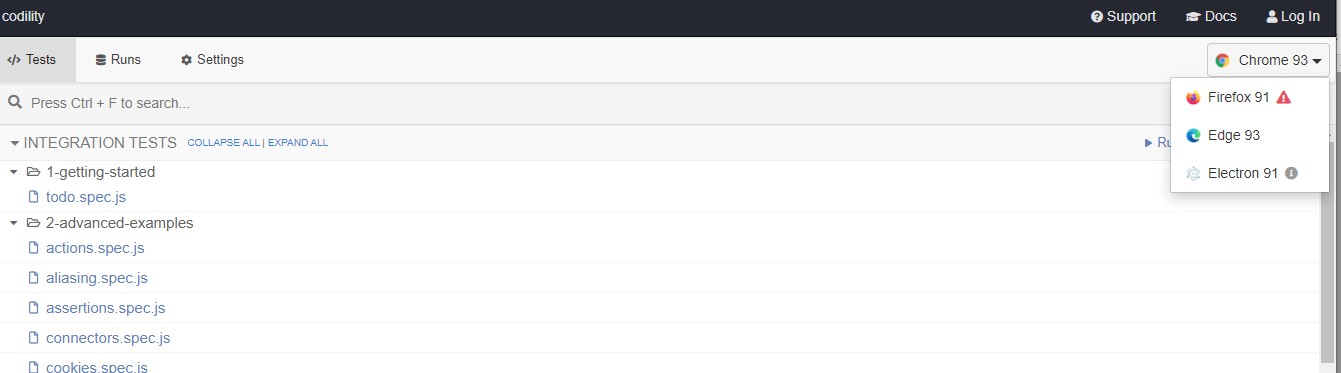 codility
Support Docs Log In
Tests Runs Settings Chrome 93
Press Ctrl + F to search...
Firefox 91
Edge 93
Electron 91
INTEGRATION TESTS COLLAPSE ALL | EXPAND ALL
1-getting-started
todo.spec.js
2-advanced-examples
actions.spec.js
aliasing.spec.js
assertions.spec.js
connectors.spec.js
cookies.spec.js